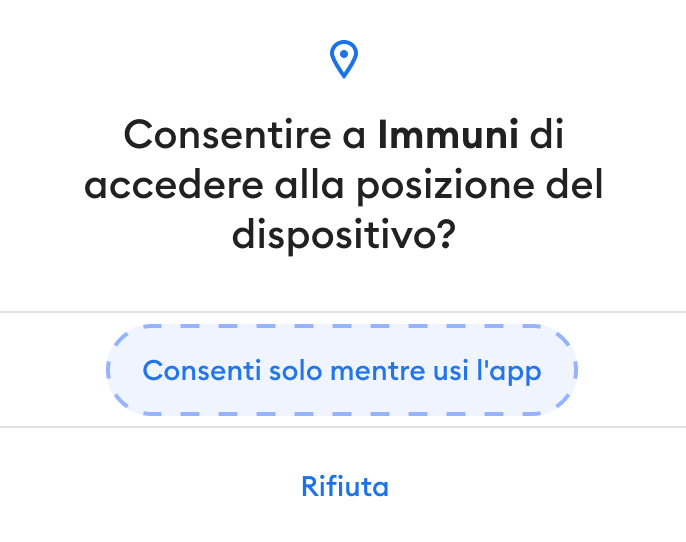 Consentire a Immuni di
accedere alla posizione del
dispositivo?
Consenti solo mentre usi l'app
Rifiuta